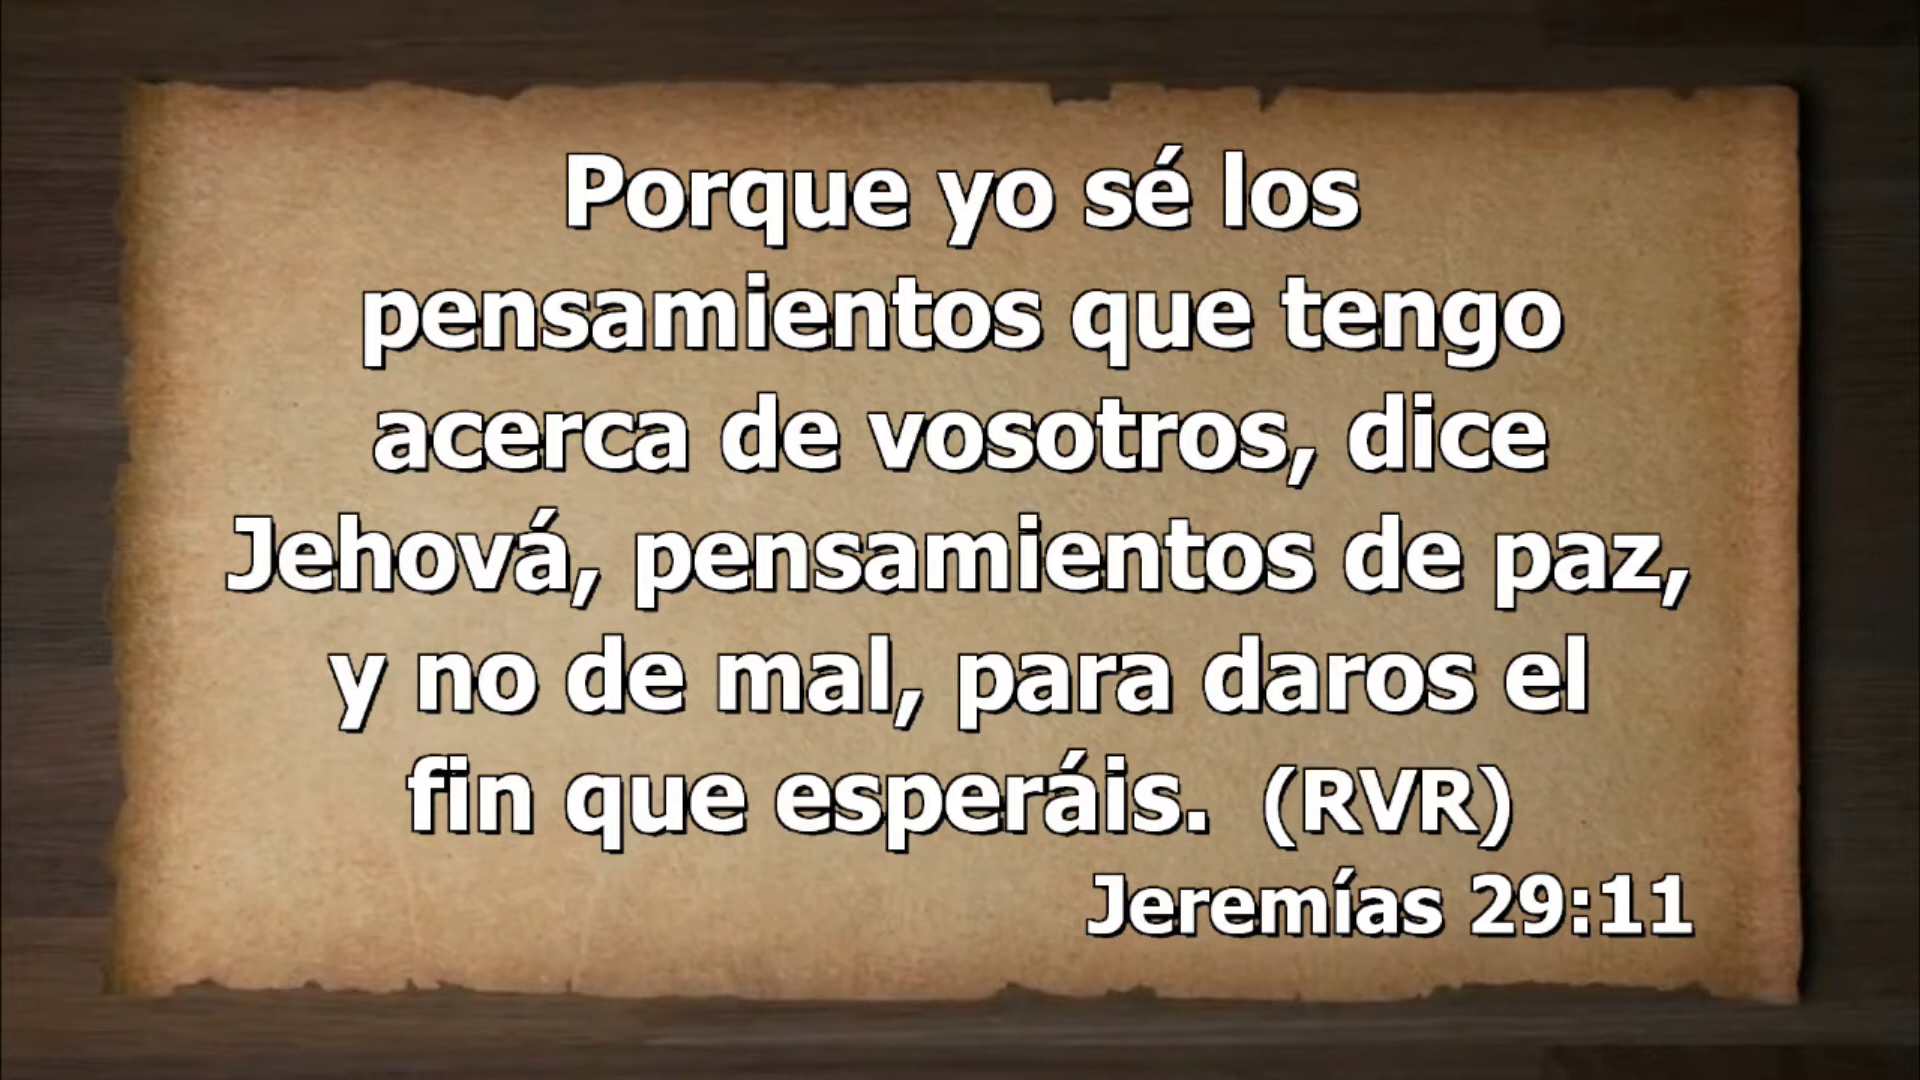 Porque yo sé los
pensamientos que tengo
acerca de vosotros, dice
Jehová, pensamientos de paz,
y no de mal, para daros el
fin que esperáis.  (RVR)
Jeremías 29:11